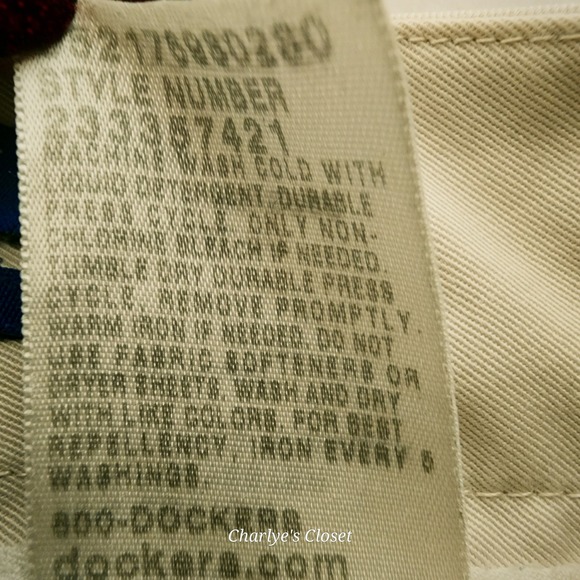 STYLE NUMBER
MACHINE WASH COLD WITH
LIQUID DETERGENT, DURABLE
PRESS CYCLE. ONLY NON-
CHLORINE BLEACH IF NEEDED.
TUMBLE DRY DURABLE PRESS
CYCLE. REMOVE PROMPTLY.
WARM IRON IF NEEDED. DO NOT
USE FABRIC SOFTENERS OR
DRYER SHEETS. WASH AND DRY
WITH LIKE COLORS. FOR BEST
REPELLENCY, IRON EVERY 5
WASHINGS.
800-DOCKERS
dockers.com
Charlye's Closet